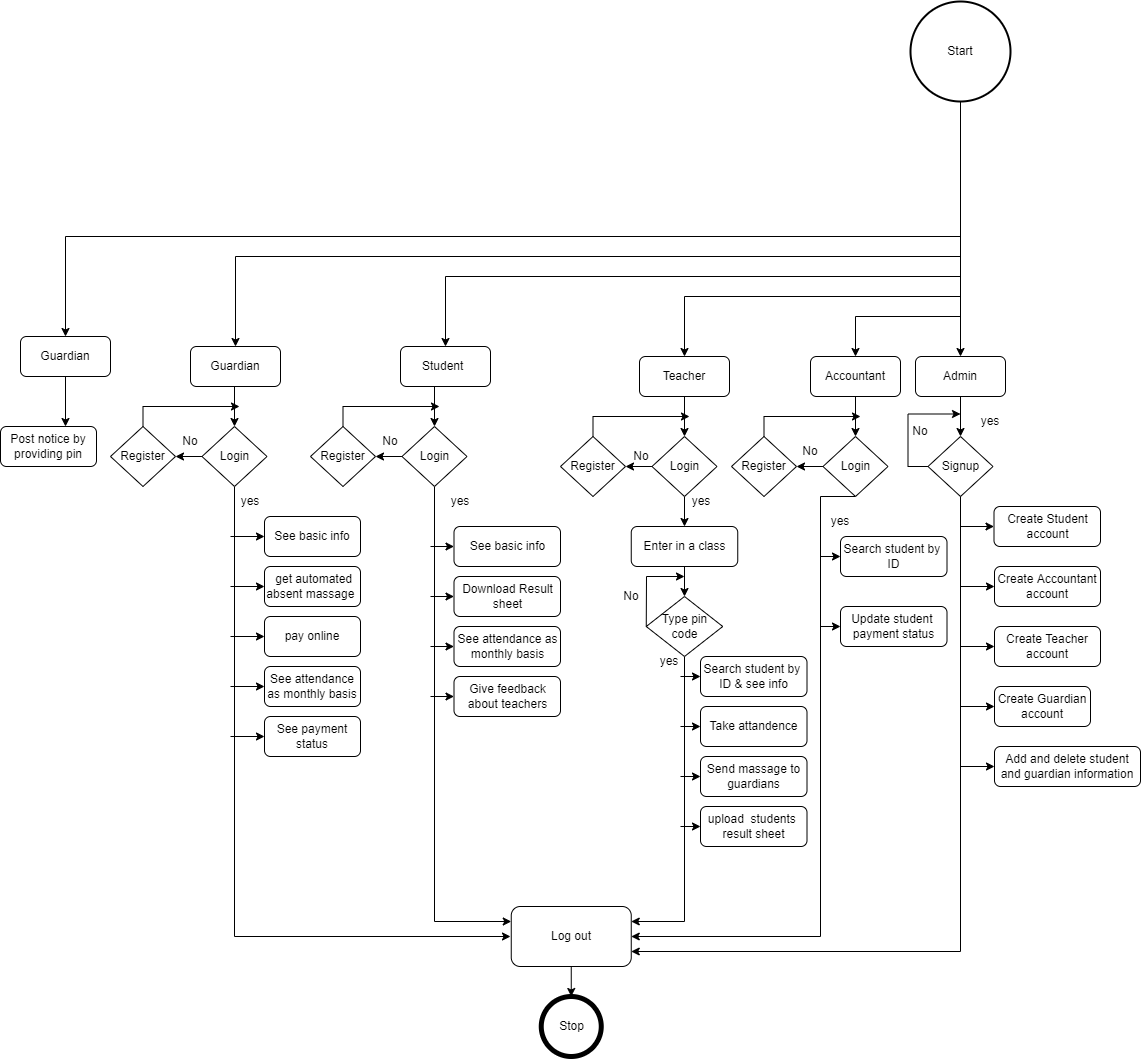 Start
Guardian
Guardian
Student
Teacher
Accountant
Admin
Post notice by
providing pin
Register
No
Login
yes
Register
No
Login
yes
Register
No
Login
yes
Register
No
Login
yes
No
yes
Signup
See basic info
get automated
absent massage
pay online
See attendance
as monthly basis
See payment
status
See basic info
Download Result
sheet
See attendance as
monthly basis
Give feedback
about teachers
Enter in a class
No
Type pin
code
yes
Search student by
ID & see info
Take attandence
Send massage to
guardians
upload  students
result sheet
Search student by
ID
Update student
payment status
Create Student
account
Create Accountant
account
Create Teacher
account
Create Guardian
account
Add and delete student
and guardian information
Log out
Stop